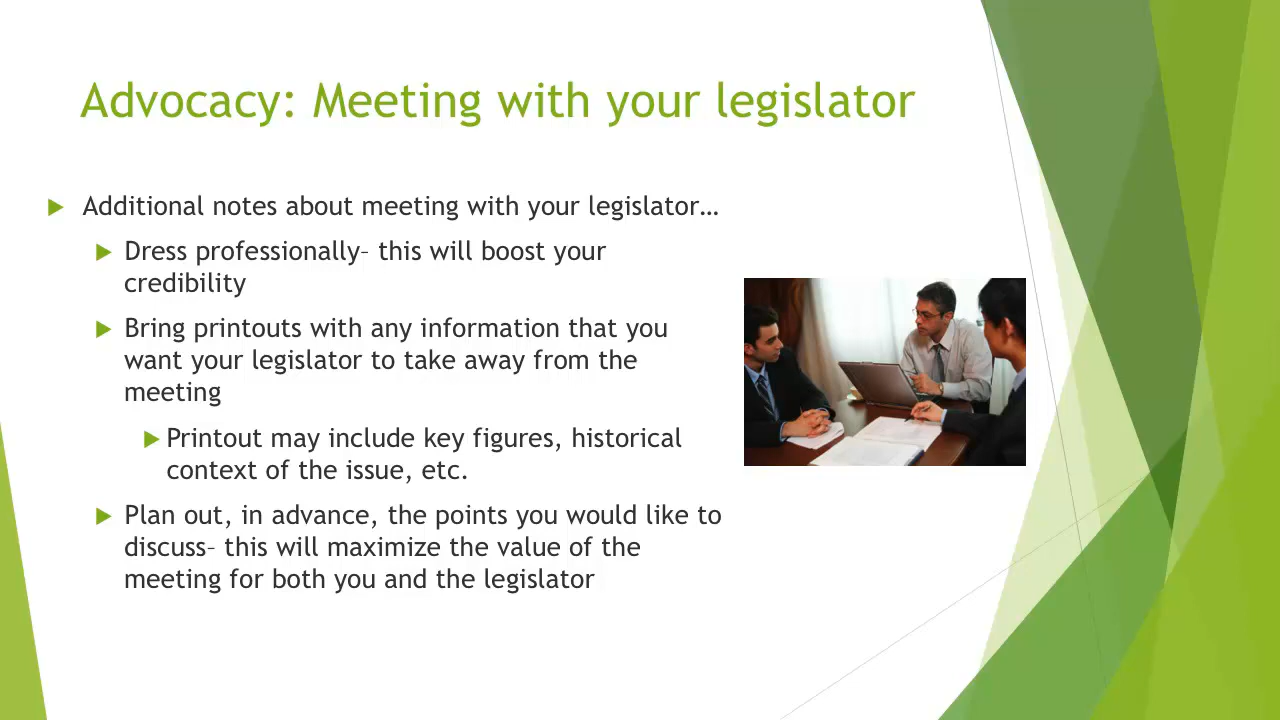 Advocacy: Meeting with your legislator
Additional notes about meeting with your legislator…
Dress professionally– this will boost your
credibility
Bring printouts with any information that you
want your legislator to take away from the
meeting
Printout may include key figures, historical
context of the issue, etc.
Plan out, in advance, the points you would like to
discuss– this will maximize the value of the
meeting for both you and the legislator